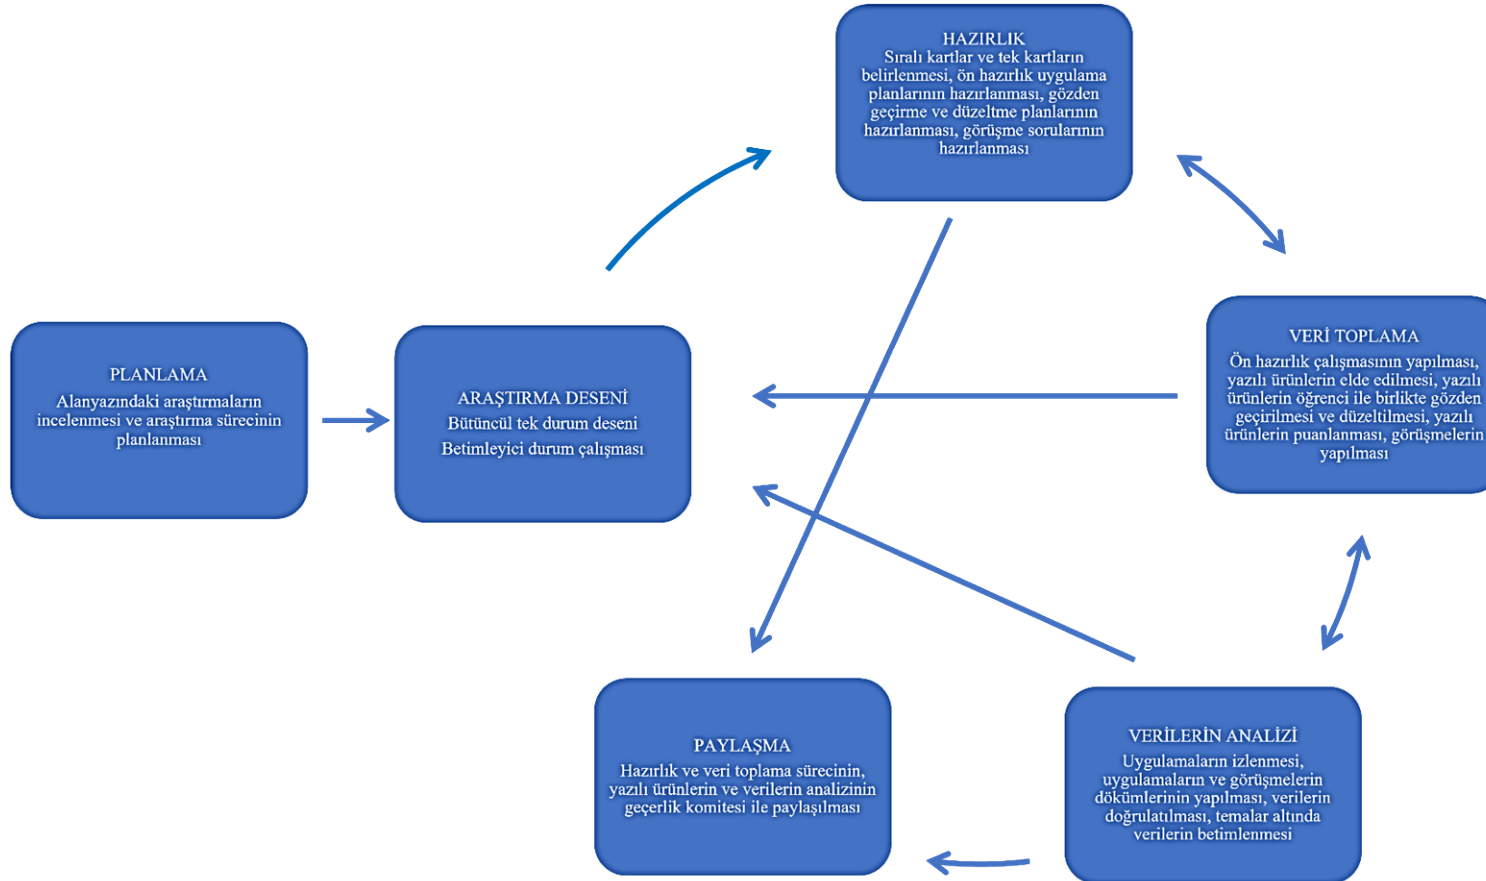 HAZIRLIK
Sıralı kartlar ve tek kartların
belirlenmesi, ön hazırlık uygulama
planlarının hazırlanması, gözden
geçirme ve düzeltme planlarının
hazırlanması, görüşme sorularının
hazırlanması
PLANLAMA
Alanyazındaki araştırmaların
incelenmesi ve araştırma sürecinin
planlanması
ARAŞTIRMA DESENİ
Bütüncül tek durum deseni
Betimleyici durum çalışması
VERİ TOPLAMA
Ön hazırlık çalışmasının yapılması,
yazılı ürünlerin elde edilmesi, yazılı
ürünlerin öğrenci ile birlikte gözden
geçirilmesi ve düzeltilmesi, yazılı
ürünlerin puanlanması, görüşmelerin
yapılması
PAYLAŞMA
Hazırlık ve veri toplama sürecinin,
yazılı ürünlerin ve verilerin analizinin
geçerlik komitesi ile paylaşılması
VERİLERİN ANALİZİ
Uygulamaların izlenmesi,
uygulamaların ve görüşmelerin
dökümlerinin yapılması, verilerin
doğrulatılması, temalar altında
verilerin betimlenmesi